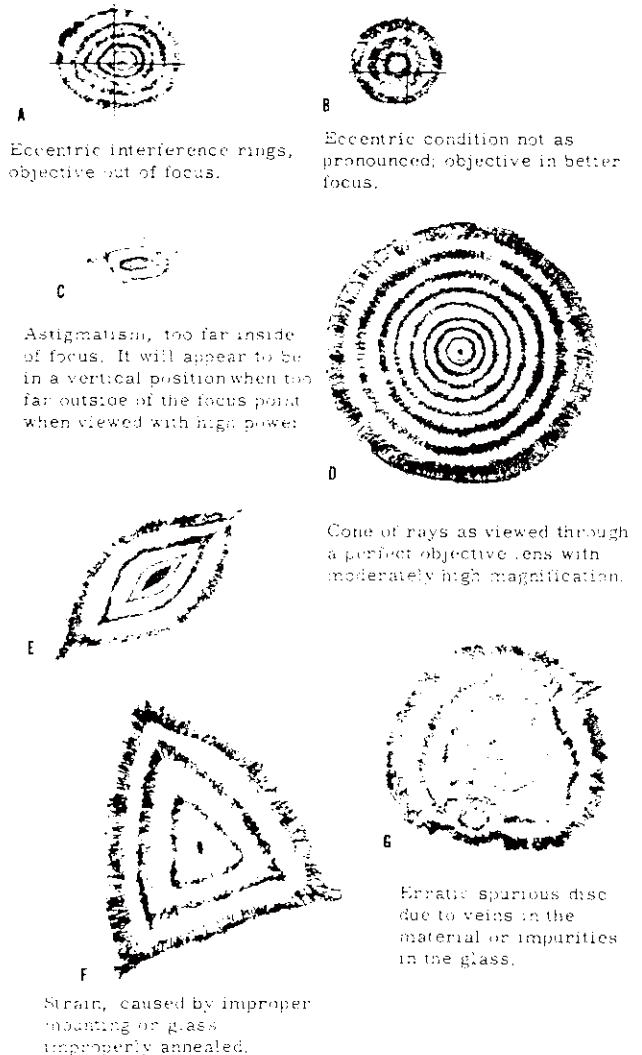 A
Eccentric interference rings,
objective out of focus.
B
Eccentric condition not as
pronounced; objective in better
focus.
C
Astigmatism, too far inside
of focus. It will appear to be
in a vertical position when too
far outside of the focus point
when viewed with high power
D
Cone of rays as viewed through
a perfect objective lens with
moderately high magnification.
E
F
Strain, caused by improper
mounting or glass
improperly annealed.
G
Erratic spurious disc
due to veins in the
material or impurities
in the glass.